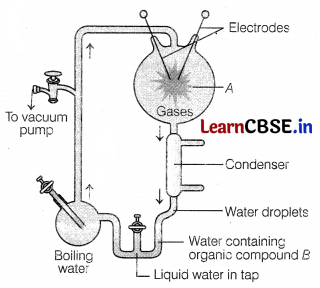 Electrodes
A
To vacuum
pump
Gases
LearnCBSE.in
Condenser
Water droplets
Water containing
organic compound B
Boiling
water
Liquid water in tap